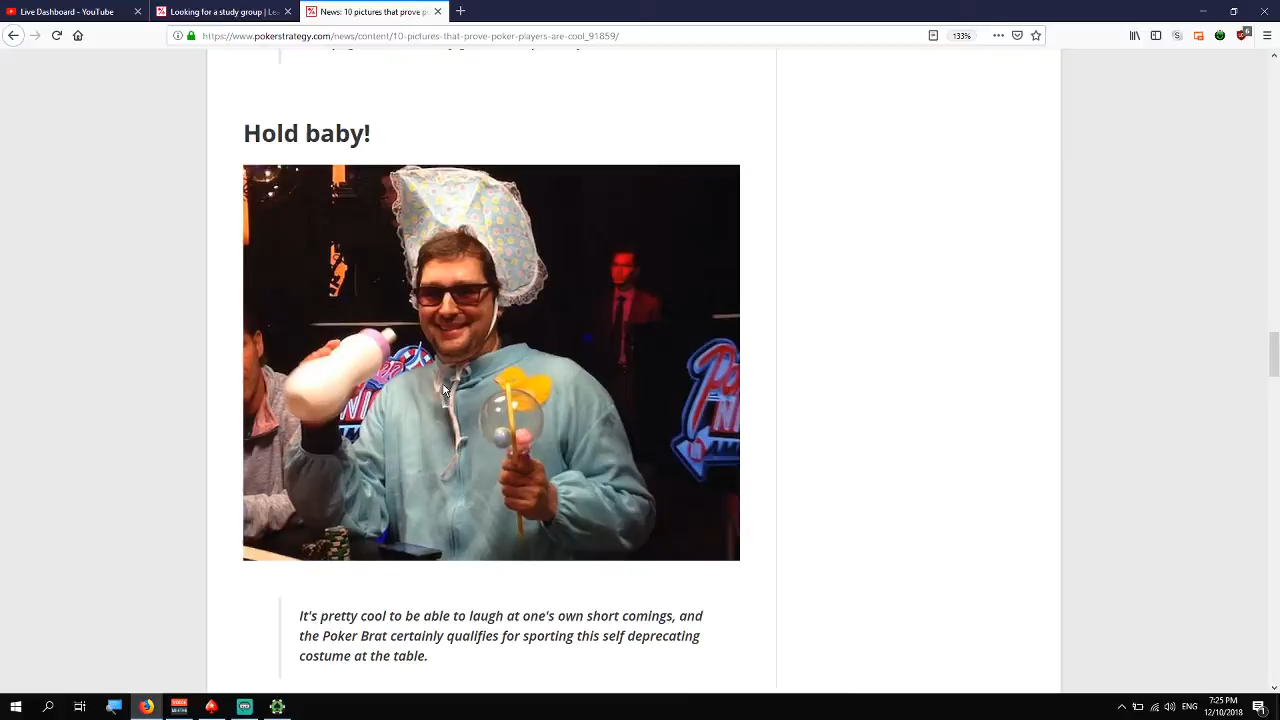 Live Dashboard - YouTube
Looking for a study group | Le
News: 10 pictures that prove p
https://www.pokerstrategy.com/news/content/10-pictures-that-prove-poker-players-are-cool_91859/
133%
6
Hold baby!
It's pretty cool to be able to laugh at one's own short comings, and
the Poker Brat certainly qualifies for sporting this self deprecating
costume at the table.
ENG
7:25 PM
12/10/2018
1